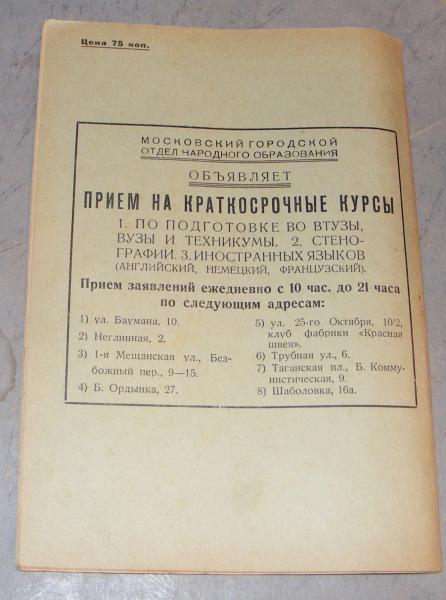 Цена 75 коп.
МОСКОВСКИЙ ГОРОДСКОЙ
ОТДЕЛ НАРОДНОГО ОБРАЗОВАНИЯ
ОБЪЯВЛЯЕТ
ПРИЕМ НА КРАТКОСРОЧНЫЕ КУРСЫ
1. ПО ПОДГОТОВКЕ ВО ВТУЗЫ,
ВУЗЫ И ТЕХНИКУМЫ. 2. СТЕНО-
ГРАФИИ. 3. ИНОСТРАННЫХ ЯЗЫКОВ
(АНГЛИЙСКИЙ, НЕМЕЦКИЙ, ФРАНЦУЗСКИЙ).
Прием заявлений ежедневно с 10 час. до 21 часа
по следующим адресам:
1) ул. Баумана, 10.
2) Неглинная, 2.
3) 1-я Мещанская ул., Без-
божный пер., 9—15.
4) Б. Ордынка, 27.
5) ул. 25-го Октября, 10/2,
клуб фабрики «Красная
швея».
6) Трубная ул., 6.
7) Таганская пл., Б. Комму-
нистическая, 9.
8) Шаболовка, 16а.